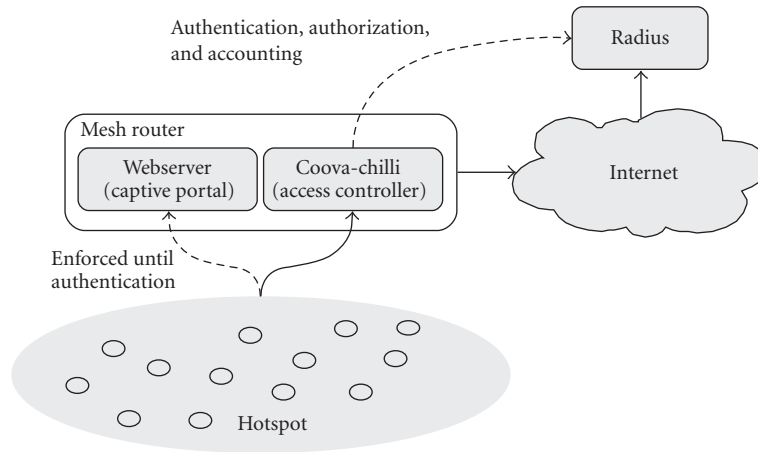 Authentication, authorization,
and accounting
Radius
Mesh router
Webserver
(captive portal)
Coova-chilli
(access controller)
Internet
Enforced until
authentication
Hotspot